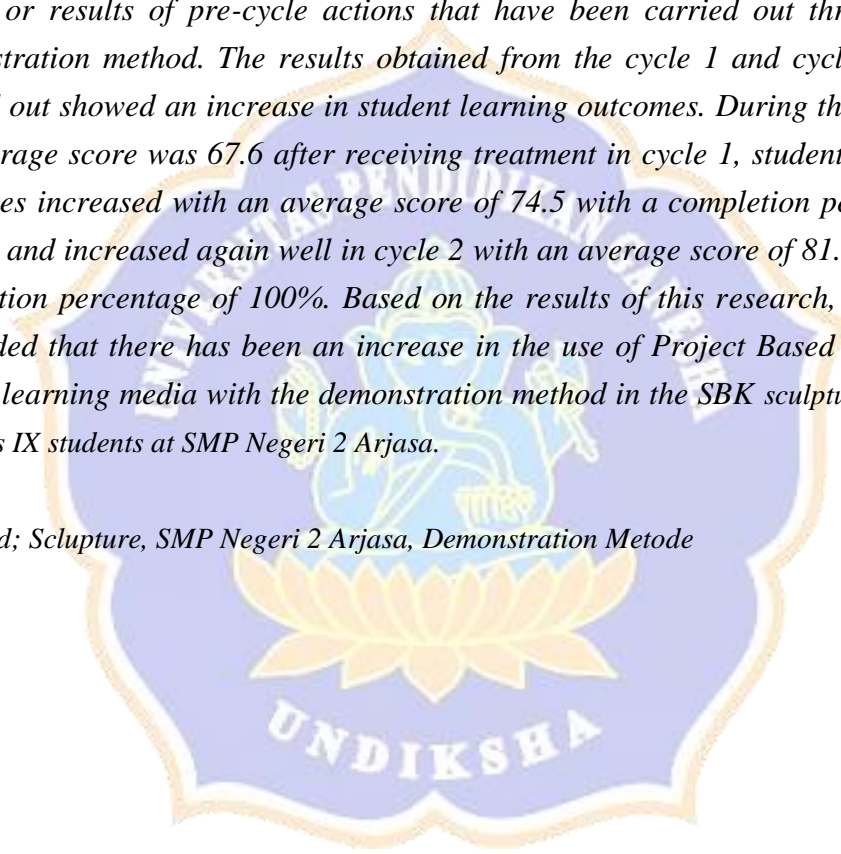 or results of pre-cycle actions that have been carried out thr
stration method. The results obtained from the cycle 1 and cycl
out showed an increase in student learning outcomes. During th
rage score was 67.6 after receiving treatment in cycle 1, student
es increased with an average score of 74.5 with a completion pe
and increased again well in cycle 2 with an average score of 81.
tion percentage of 100%. Based on the results of this research,
ded that there has been an increase in the use of Project Based
learning media with the demonstration method in the SBK sculptu
s IX students at SMP Negeri 2 Arjasa.
d; Sclupture, SMP Negeri 2 Arjasa, Demonstration Metode
UNIVERSITAS PENDIDIKAN GANESHA
UNDIKSHA